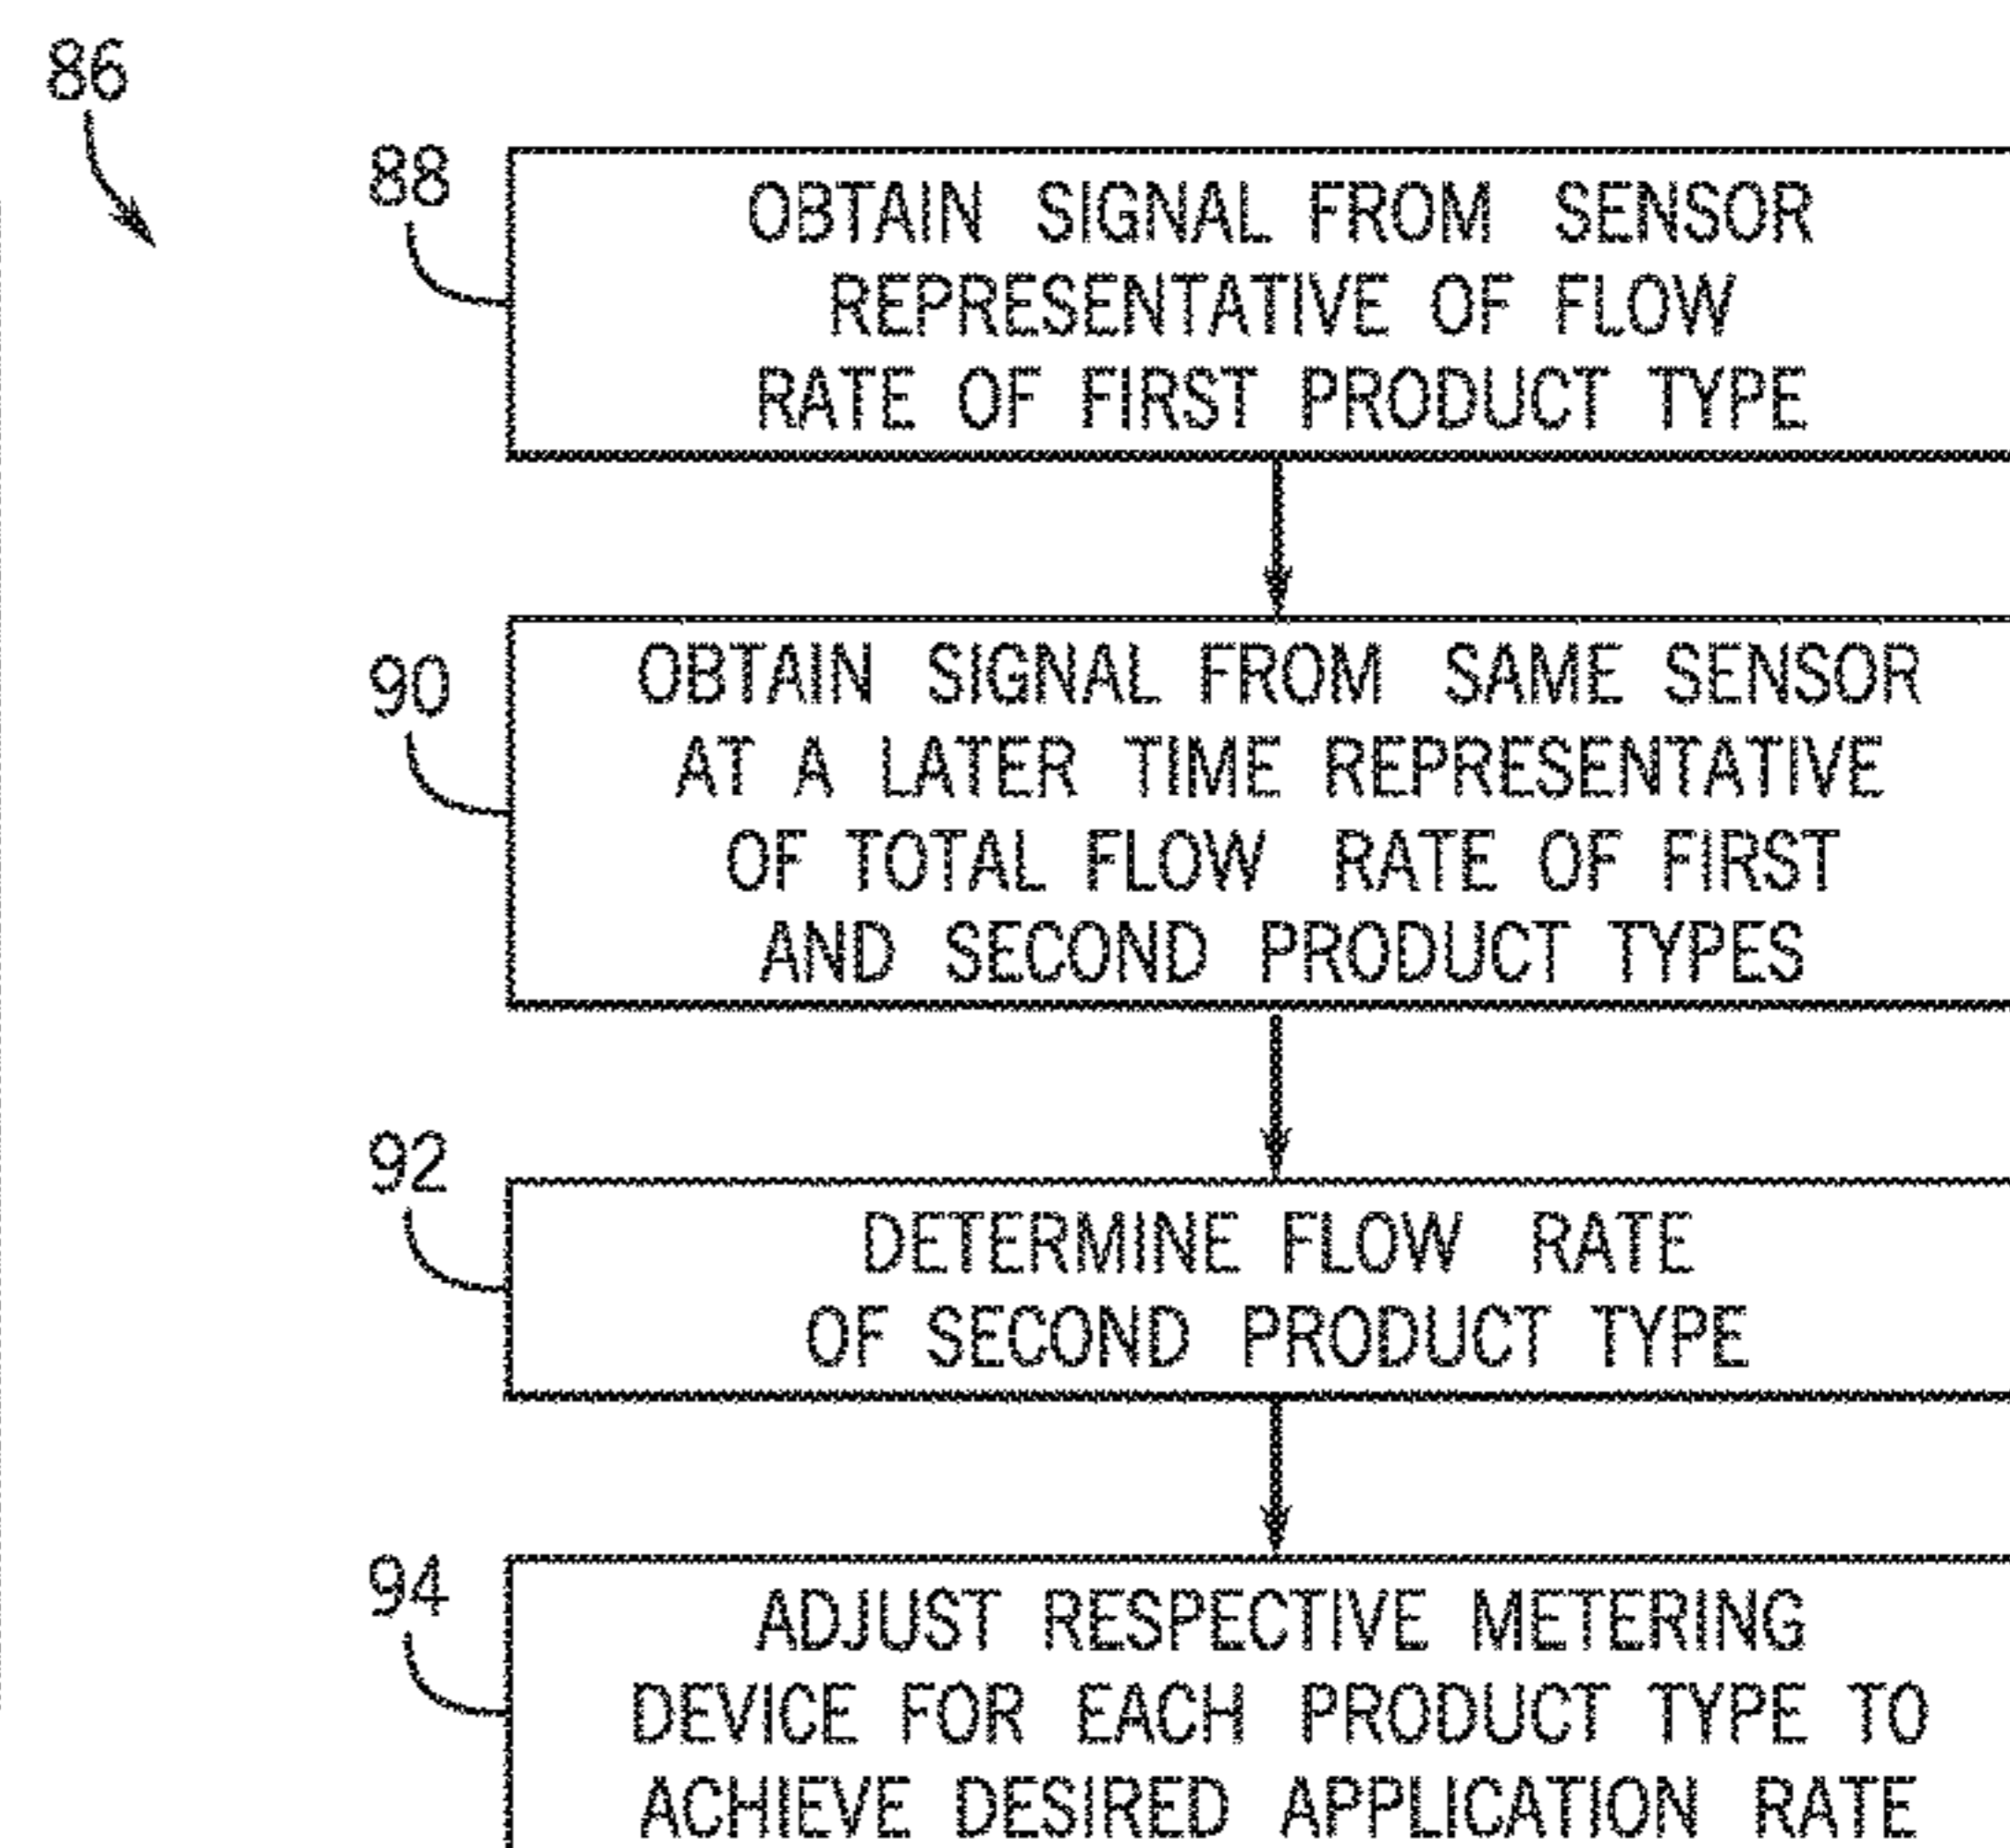 86
88
OBTAIN SIGNAL FROM SENSOR
REPRESENTATIVE OF FLOW
RATE OF FIRST PRODUCT TYPE
90
OBTAIN SIGNAL FROM SAME SENSOR
AT A LATER TIME REPRESENTATIVE
OF TOTAL FLOW RATE OF FIRST
AND SECOND PRODUCT TYPES
92
DETERMINE FLOW RATE
OF SECOND PRODUCT TYPE
94
ADJUST RESPECTIVE METERING
DEVICE FOR EACH PRODUCT TYPE TO
ACHIEVE DESIRED APPLICATION RATE